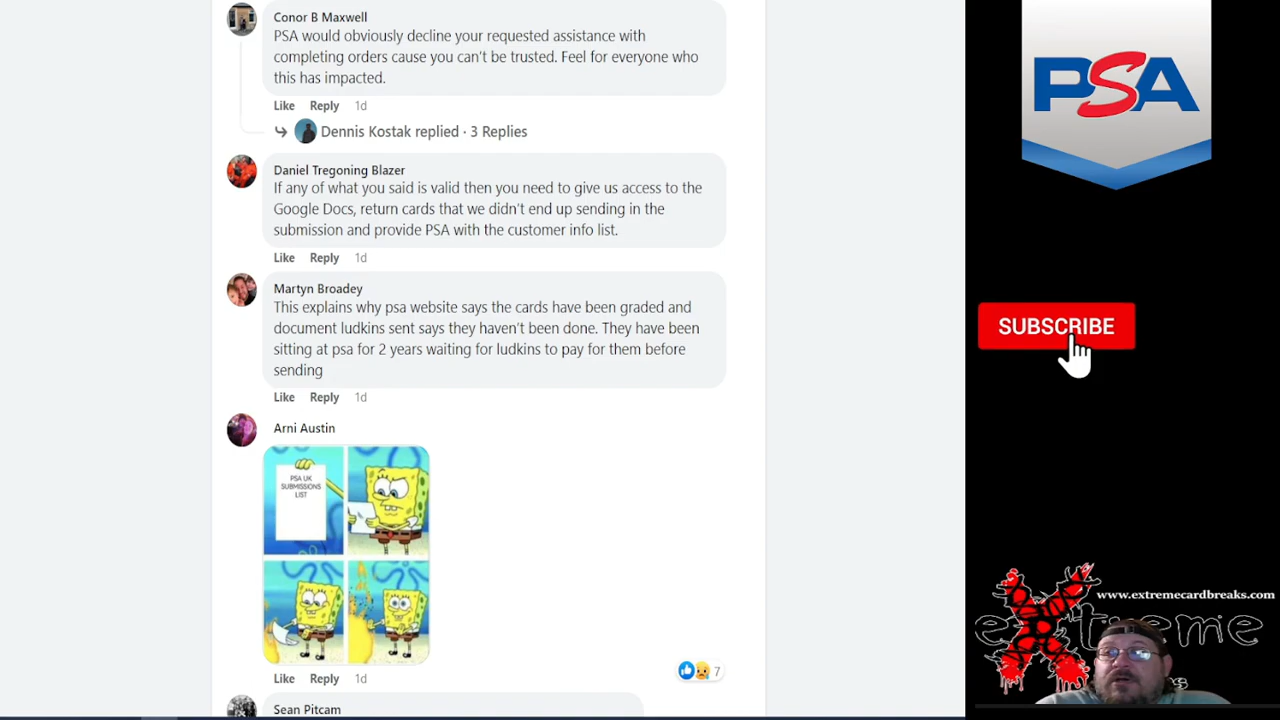 Conor B Maxwell
PSA would obviously decline your requested assistance with
completing orders cause you can't be trusted. Feel for everyone who
this has impacted.
Like Reply 1d
Dennis Kostak replied · 3 Replies
Daniel Tregoning Blazer
If any of what you said is valid then you need to give us access to the
Google Docs, return cards that we didn't end up sending in the
submission and provide PSA with the customer info list.
Like Reply 1d
Martyn Broadey
This explains why psa website says the cards have been graded and
document ludkins sent says they haven't been done. They have been
sitting at psa for 2 years waiting for ludkins to pay for them before
sending
Like Reply 1d
Arni Austin
PSA UK
SUBMISSIONS
LIST
7
Like Reply 1d
Sean Pitcam
PSA
SUBSCRIBE
www.extremecardbreaks.com
extreme